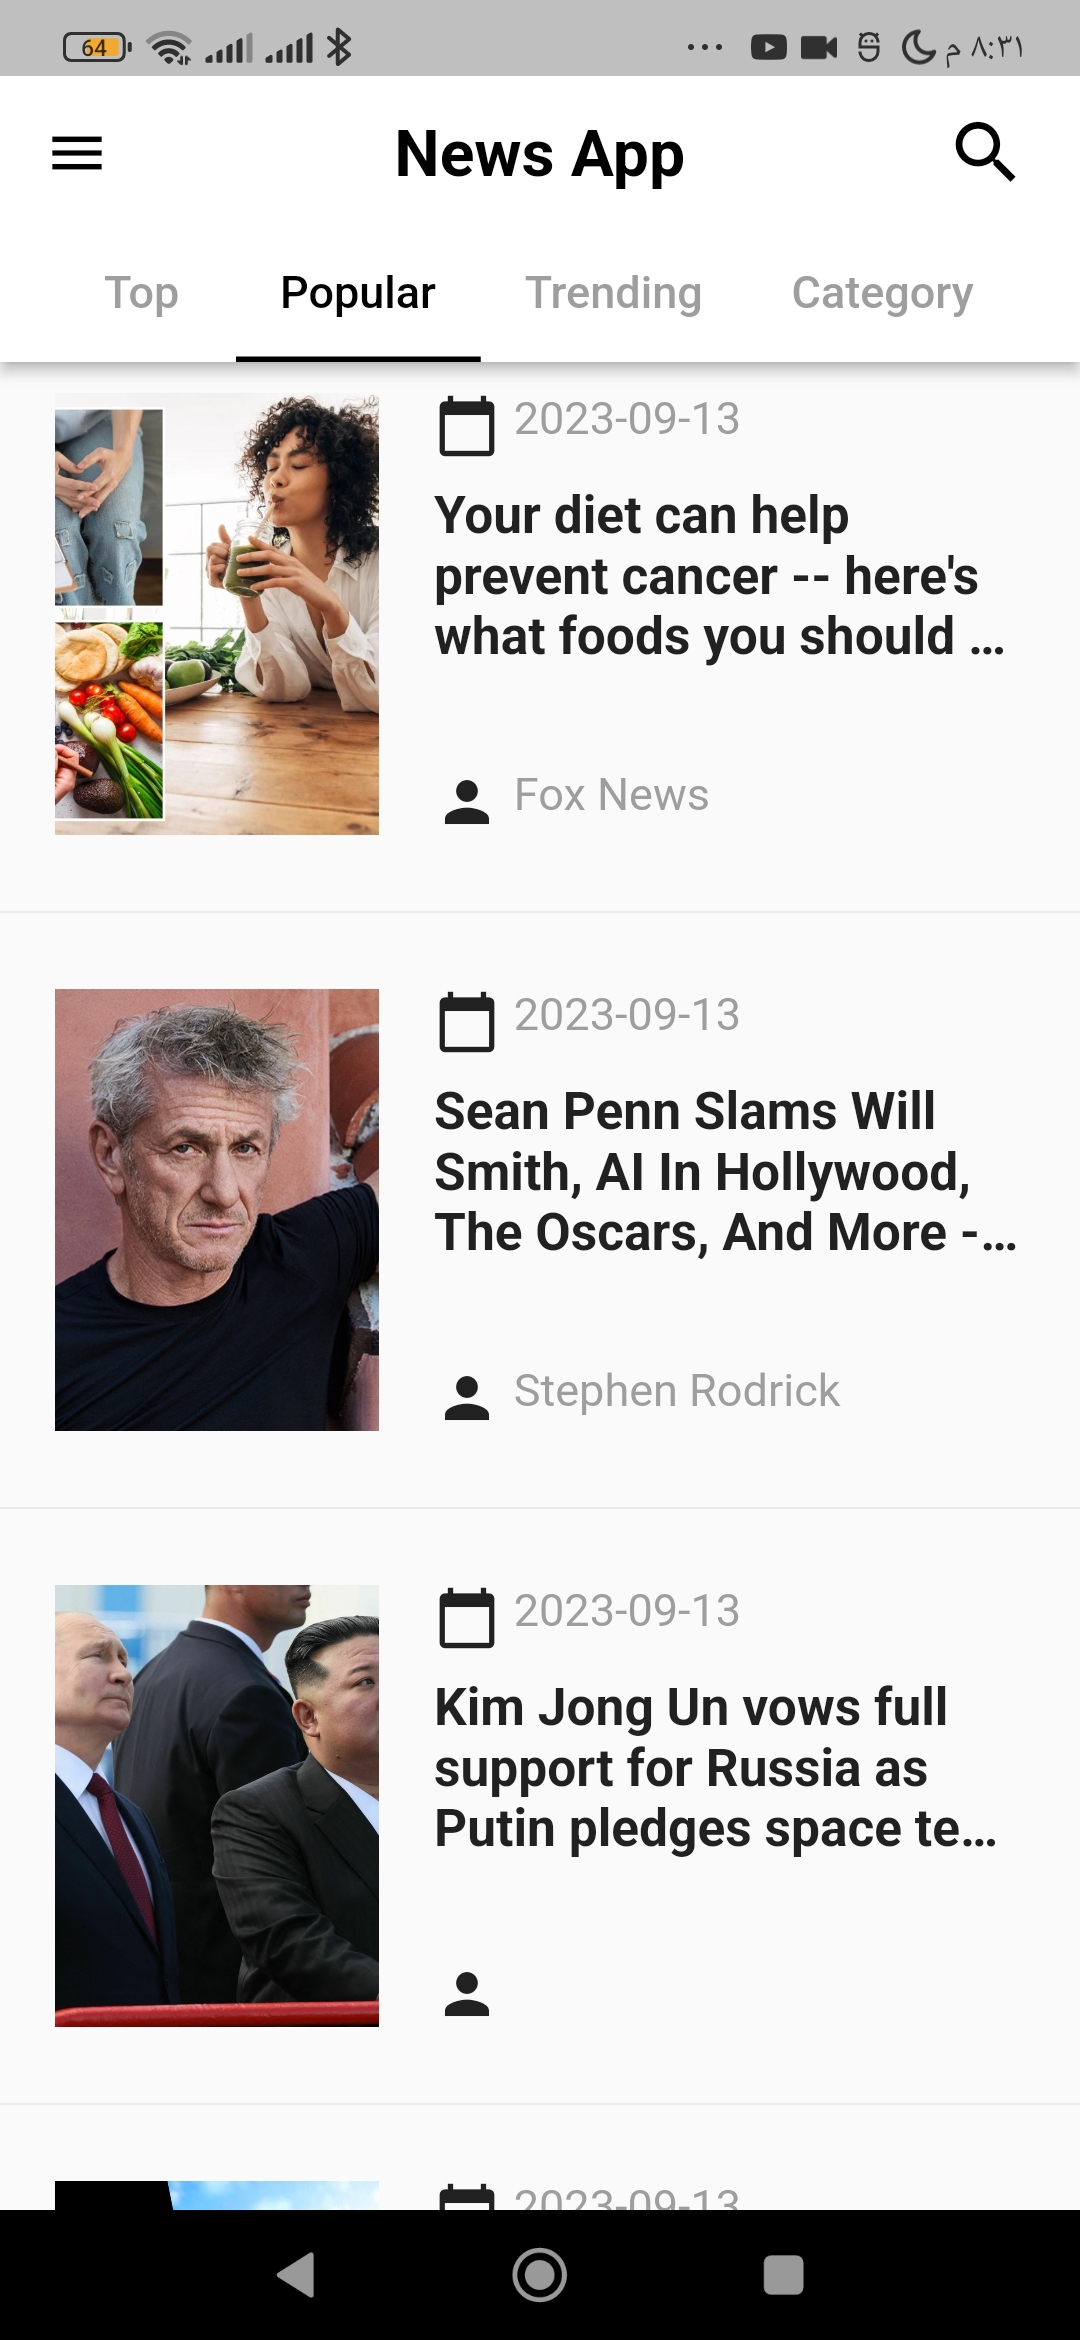 64
٨:٣١ م
News App
Top Popular Trending Category
2023-09-13
Your diet can help
prevent cancer -- here's
what foods you should …
Fox News
2023-09-13
Sean Penn Slams Will
Smith, AI In Hollywood,
The Oscars, And More -…
Stephen Rodrick
2023-09-13
Kim Jong Un vows full
support for Russia as
Putin pledges space te…
2023-09-13